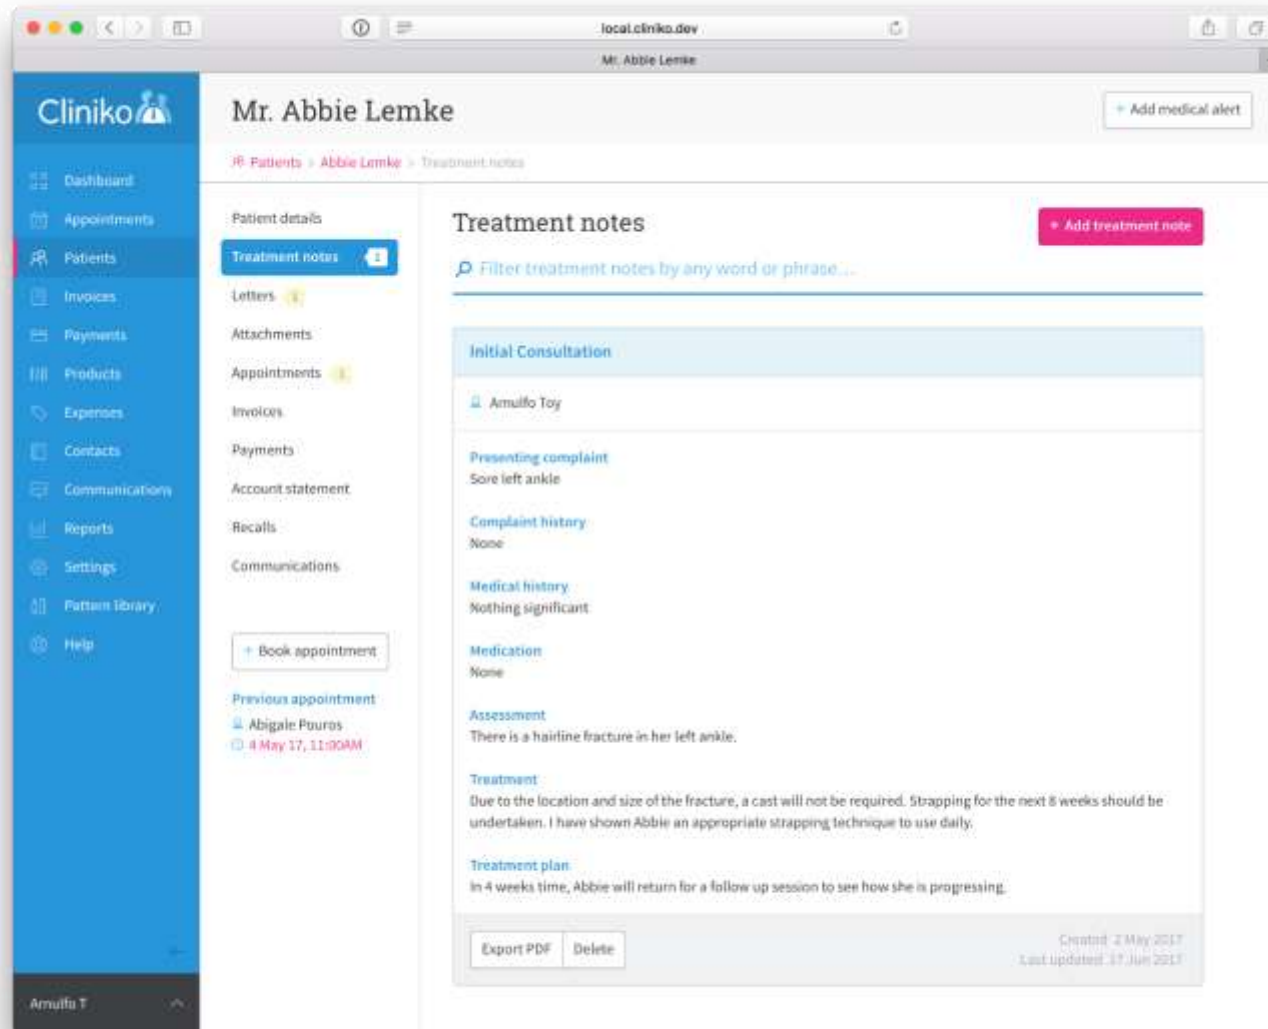 local.cliniko.dev
Mr. Abbie Lemke
Cliniko
Mr. Abbie Lemke
+ Add medical alert
Patients > Abbie Lemke > Treatment notes
Dashboard
Appointments
Patients
Invoices
Payments
Products
Expenses
Contacts
Communications
Reports
Settings
Pattern library
Help
Arnulfo T
Patient details
Treatment notes 1
Letters 1
Attachments
Appointments 1
Invoices
Payments
Account statement
Recalls
Communications
+ Book appointment
Previous appointment
Abigale Pouros
4 May 17, 11:00AM
Treatment notes
+ Add treatment note
Filter treatment notes by any word or phrase…
Initial Consultation
Arnulfo Toy
Presenting complaint
Sore left ankle
Complaint history
None
Medical history
Nothing significant
Medication
None
Assessment
There is a hairline fracture in her left ankle.
Treatment
Due to the location and size of the fracture, a cast will not be required. Strapping for the next 8 weeks should be
undertaken. I have shown Abbie an appropriate strapping technique to use daily.
Treatment plan
In 4 weeks time, Abbie will return for a follow up session to see how she is progressing.
Export PDF Delete
Created 2 May 2017
Last updated 17 Jun 2017